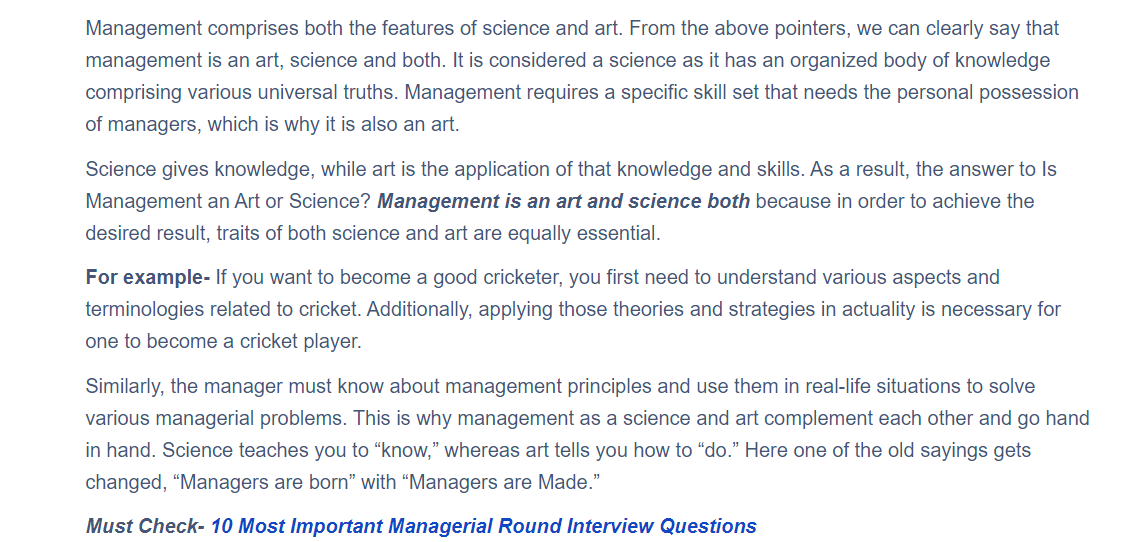 Management comprises both the features of science and art. From the above pointers, we can clearly say that
management is an art, science and both. It is considered a science as it has an organized body of knowledge
comprising various universal truths. Management requires a specific skill set that needs the personal possession
of managers, which is why it is also an art.
Science gives knowledge, while art is the application of that knowledge and skills. As a result, the answer to Is
Management an Art or Science? Management is an art and science both because in order to achieve the
desired result, traits of both science and art are equally essential.
For example- If you want to become a good cricketer, you first need to understand various aspects and
terminologies related to cricket. Additionally, applying those theories and strategies in actuality is necessary for
one to become a cricket player.
Similarly, the manager must know about management principles and use them in real-life situations to solve
various managerial problems. This is why management as a science and art complement each other and go hand
in hand. Science teaches you to “know,” whereas art tells you how to “do.” Here one of the old sayings gets
changed, “Managers are born” with “Managers are Made.”
Must Check- 10 Most Important Managerial Round Interview Questions